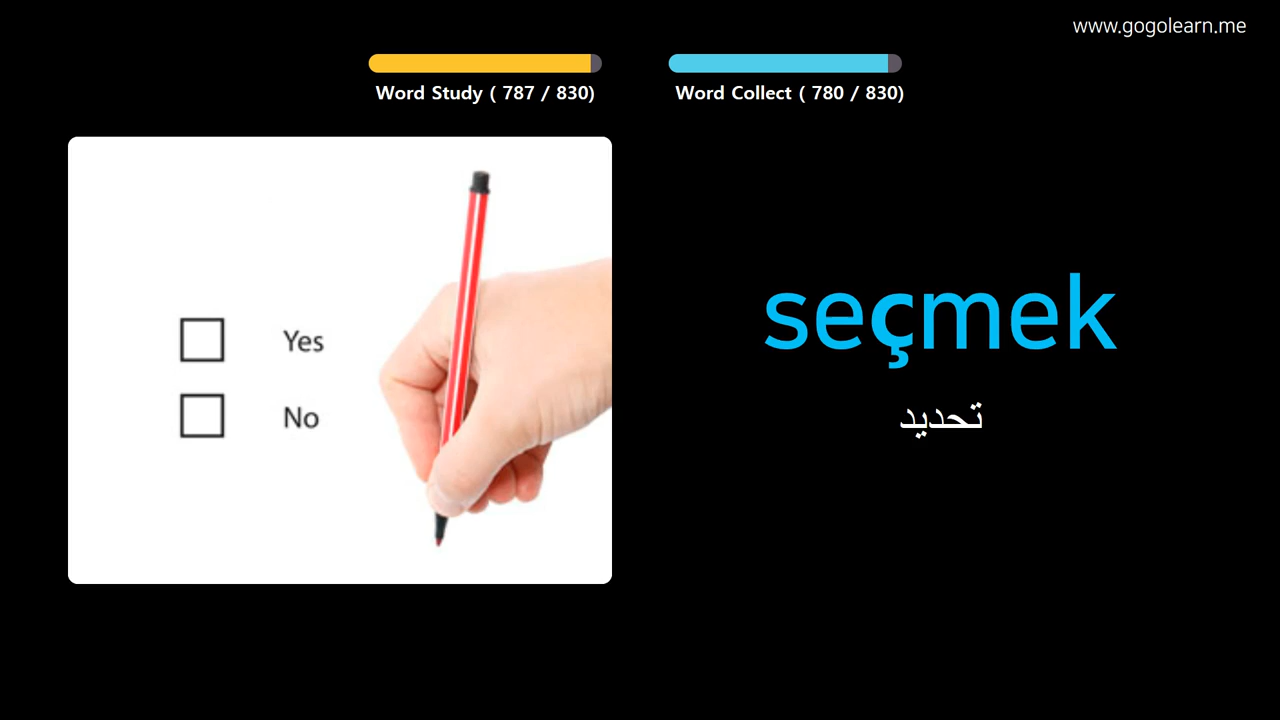 www.gogolearn.me
Word Study ( 787 / 830)
Word Collect ( 780 / 830)
Yes
No
seçmek
تحديد